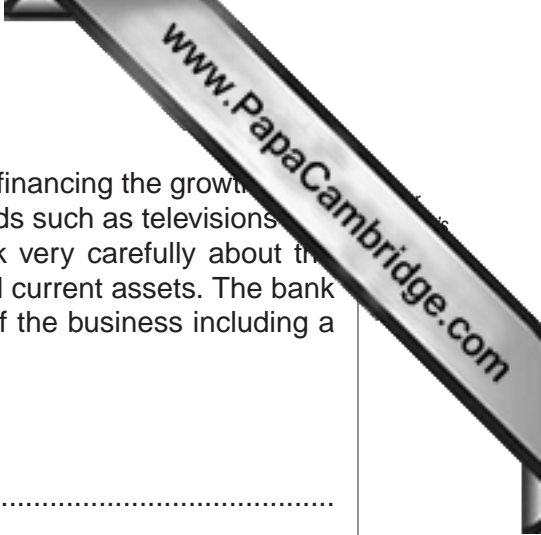 www.PapaCambridge.com
financing the growt
ds such as televisions
k very carefully about th
l current assets. The bank
f the business including a